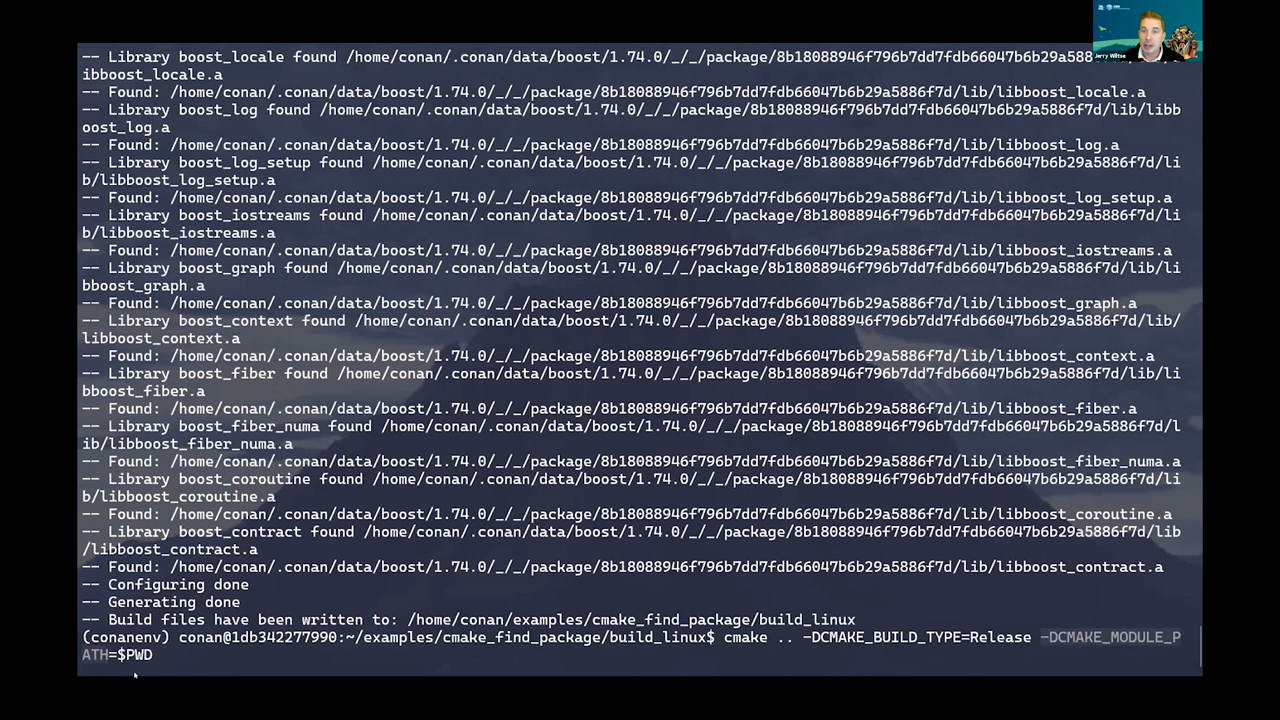 -- Library boost_locale found /home/conan/.conan/data/boost/1.74.0/_/_/package/8b18088946f796b7dd7fdb66047b6b29a5886f7d/l
ibboost_locale.a
-- Found: /home/conan/.conan/data/boost/1.74.0/_/_/package/8b18088946f796b7dd7fdb66047b6b29a5886f7d/lib/libboost_locale.a
-- Library boost_log found /home/conan/.conan/data/boost/1.74.0/_/_/package/8b18088946f796b7dd7fdb66047b6b29a5886f7d/lib/libb
oost_log.a
-- Found: /home/conan/.conan/data/boost/1.74.0/_/_/package/8b18088946f796b7dd7fdb66047b6b29a5886f7d/lib/libboost_log.a
-- Library boost_log_setup found /home/conan/.conan/data/boost/1.74.0/_/_/package/8b18088946f796b7dd7fdb66047b6b29a5886f7d/li
b/libboost_log_setup.a
-- Found: /home/conan/.conan/data/boost/1.74.0/_/_/package/8b18088946f796b7dd7fdb66047b6b29a5886f7d/lib/libboost_log_setup.a
-- Library boost_iostreams found /home/conan/.conan/data/boost/1.74.0/_/_/package/8b18088946f796b7dd7fdb66047b6b29a5886f7d/li
b/libboost_iostreams.a
-- Found: /home/conan/.conan/data/boost/1.74.0/_/_/package/8b18088946f796b7dd7fdb66047b6b29a5886f7d/lib/libboost_iostreams.a
-- Library boost_graph found /home/conan/.conan/data/boost/1.74.0/_/_/package/8b18088946f796b7dd7fdb66047b6b29a5886f7d/lib/li
bboost_graph.a
-- Found: /home/conan/.conan/data/boost/1.74.0/_/_/package/8b18088946f796b7dd7fdb66047b6b29a5886f7d/lib/libboost_graph.a
-- Library boost_context found /home/conan/.conan/data/boost/1.74.0/_/_/package/8b18088946f796b7dd7fdb66047b6b29a5886f7d/lib/
libboost_context.a
-- Found: /home/conan/.conan/data/boost/1.74.0/_/_/package/8b18088946f796b7dd7fdb66047b6b29a5886f7d/lib/libboost_context.a
-- Library boost_fiber found /home/conan/.conan/data/boost/1.74.0/_/_/package/8b18088946f796b7dd7fdb66047b6b29a5886f7d/lib/li
bboost_fiber.a
-- Found: /home/conan/.conan/data/boost/1.74.0/_/_/package/8b18088946f796b7dd7fdb66047b6b29a5886f7d/lib/libboost_fiber.a
-- Library boost_fiber_numa found /home/conan/.conan/data/boost/1.74.0/_/_/package/8b18088946f796b7dd7fdb66047b6b29a5886f7d/l
ib/libboost_fiber_numa.a
-- Found: /home/conan/.conan/data/boost/1.74.0/_/_/package/8b18088946f796b7dd7fdb66047b6b29a5886f7d/lib/libboost_fiber_numa.a
-- Library boost_coroutine found /home/conan/.conan/data/boost/1.74.0/_/_/package/8b18088946f796b7dd7fdb66047b6b29a5886f7d/li
b/libboost_coroutine.a
-- Found: /home/conan/.conan/data/boost/1.74.0/_/_/package/8b18088946f796b7dd7fdb66047b6b29a5886f7d/lib/libboost_coroutine.a
-- Library boost_contract found /home/conan/.conan/data/boost/1.74.0/_/_/package/8b18088946f796b7dd7fdb66047b6b29a5886f7d/lib
/libboost_contract.a
-- Found: /home/conan/.conan/data/boost/1.74.0/_/_/package/8b18088946f796b7dd7fdb66047b6b29a5886f7d/lib/libboost_contract.a
-- Configuring done
-- Generating done
-- Build files have been written to: /home/conan/examples/cmake_find_package/build_linux
(conanenv) conan@1db342277990:~/examples/cmake_find_package/build_linux$ cmake .. -DCMAKE_BUILD_TYPE=Release -DCMAKE_MODULE_P
ATH=$PWD
Jerry Wiltse